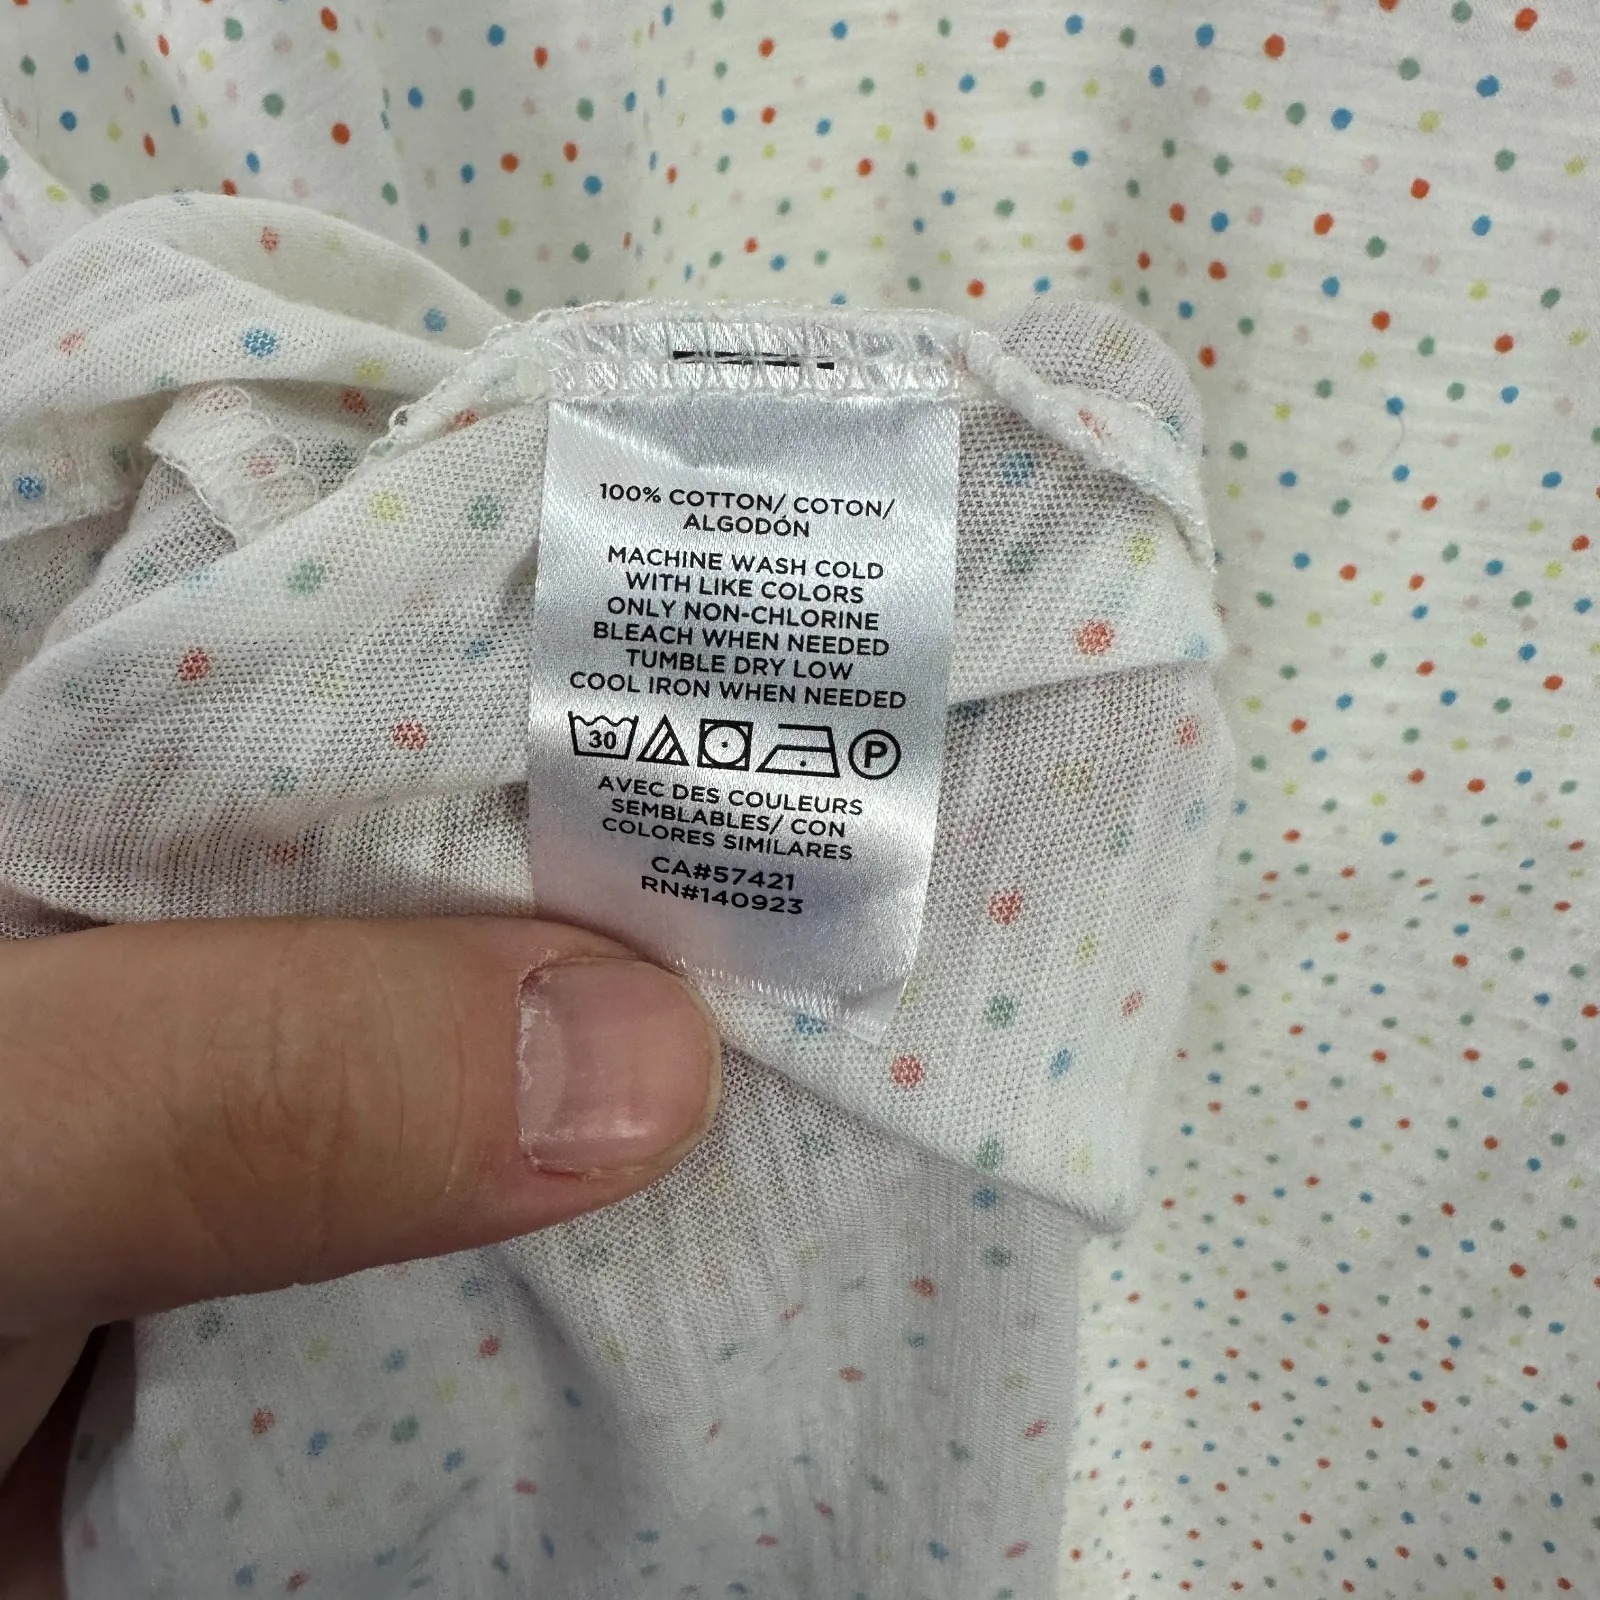 100% COTTON/ COTON/
ALGODÓN
MACHINE WASH COLD
WITH LIKE COLORS
ONLY NON-CHLORINE
BLEACH WHEN NEEDED
TUMBLE DRY LOW
COOL IRON WHEN NEEDED
30 P
AVEC DES COULEURS
SEMBLABLES/ CON
COLORES SIMILARES
CA#57421
RN#140923